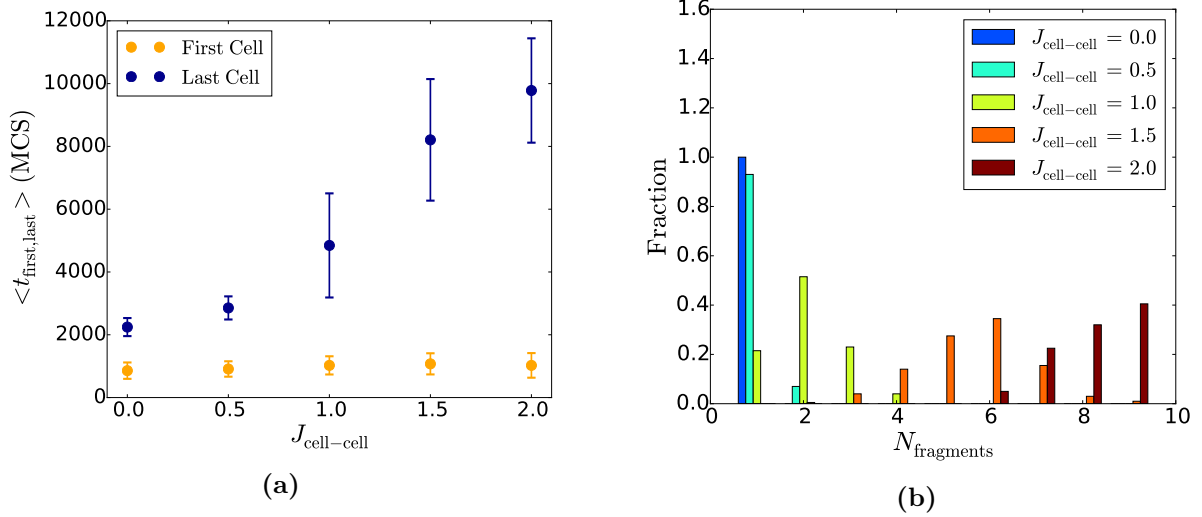 12000
10000
8000
6000
4000
2000
0
<t_first,last> (MCS)
First Cell
Last Cell
0.0 0.5 1.0 1.5 2.0
J_cell−cell
(a)
1.6
1.4
1.2
1.0
0.8
0.6
0.4
0.2
0.0
Fraction
J_cell−cell = 0.0
J_cell−cell = 0.5
J_cell−cell = 1.0
J_cell−cell = 1.5
J_cell−cell = 2.0
0 2 4 6 8 10
N_fragments
(b)